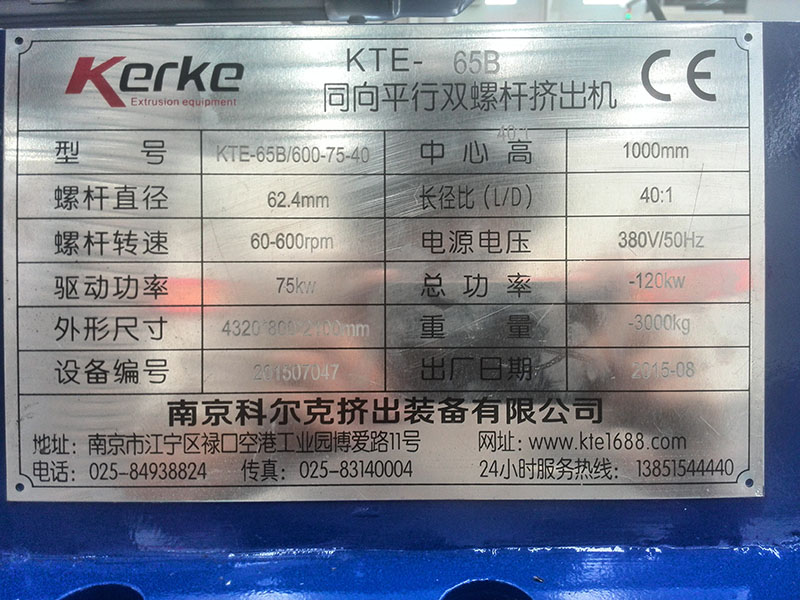 Kerke
Extrusion equipment
KTE- 65B
CE
同向平行双螺杆挤出机
40:1
型 号 KTE-65B/600-75-40 中 心 高 1000mm
螺杆直径 62.4mm 长径比(L/D) 40:1
螺杆转速 60-600rpm 电源电压 380V/50Hz
驱动功率 75kw 总 功 率 -120kw
外形尺寸 4320*800*2100mm 重 量 -3000kg
设备编号 201507047 出厂日期 2015-08
南京科尔克挤出装备有限公司
地址: 南京市江宁区禄口空港工业园博爱路11号 网址: www.kte1688.com
电话: 025-84938824 传真: 025-83140004 24小时服务热线: 13851544440